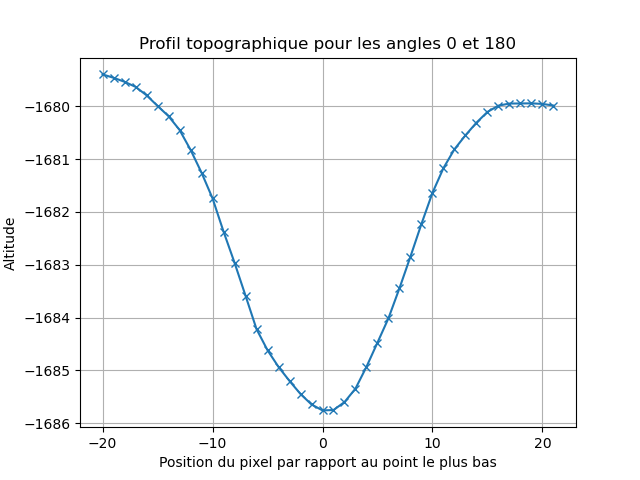 Profil topographique pour les angles 0 et 180
Altitude
−1680
−1681
−1682
−1683
−1684
−1685
−1686
−20 −10 0 10 20
Position du pixel par rapport au point le plus bas